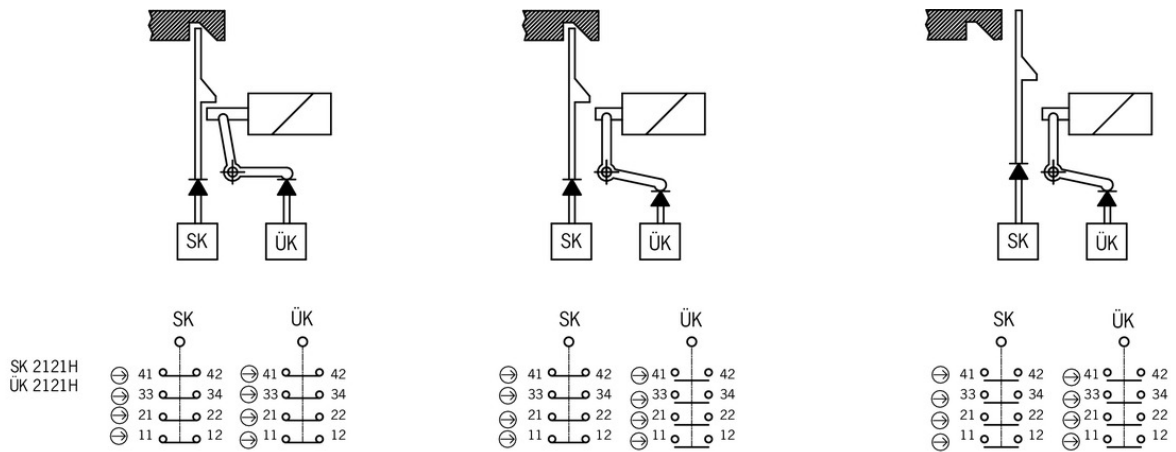 SK ÜK SK ÜK SK ÜK
SK ÜK SK ÜK SK ÜK
SK 2121H
ÜK 2121H
41 42 41 42 41 42 41 42 41 42 41 42
33 34 33 34 33 34 33 34 33 34 33 34
21 22 21 22 21 22 21 22 21 22 21 22
11 12 11 12 11 12 11 12 11 12 11 12